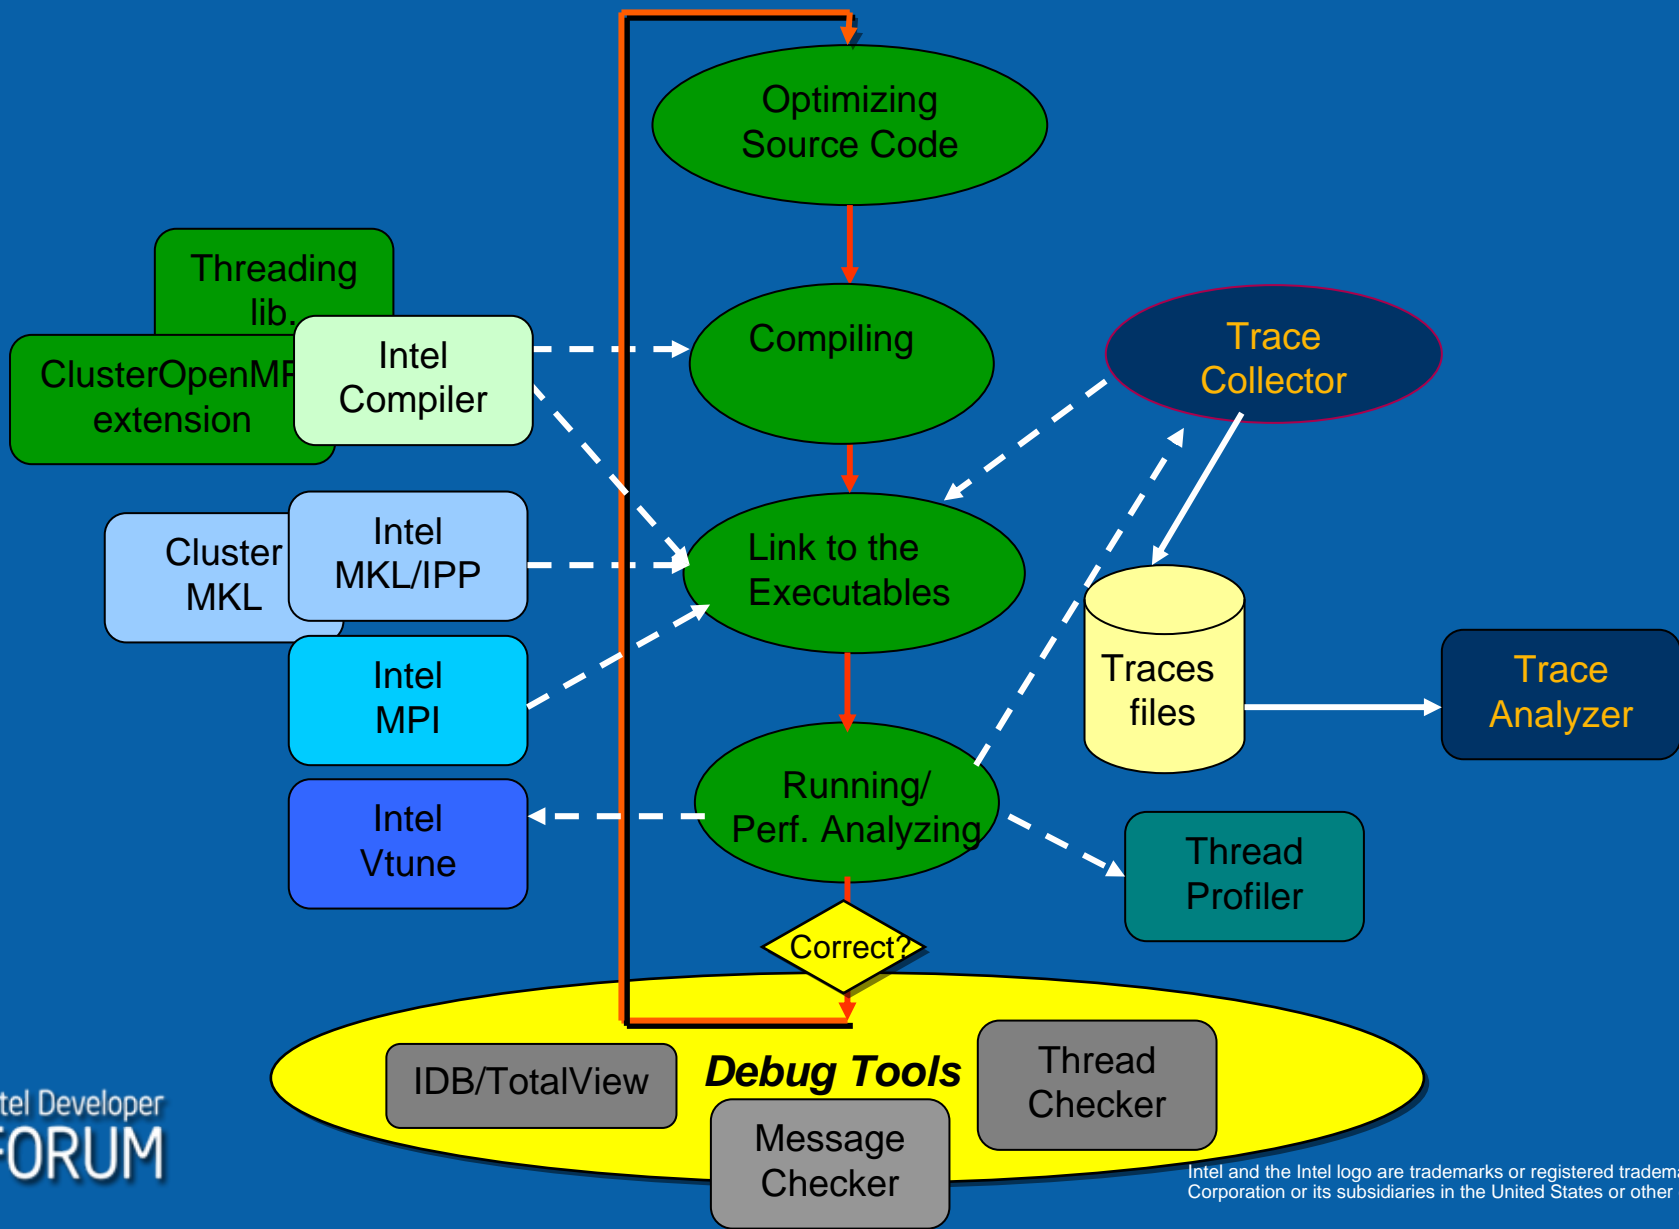 Optimizing
Source Code
Threading
lib.
ClusterOpenMP
extension
Intel
Compiler
Compiling
Trace
Collector
Cluster
MKL
Intel
MKL/IPP
Link to the
Executables
Intel
MPI
Traces
files
Trace
Analyzer
Intel
Vtune
Running/
Perf. Analyzing
Thread
Profiler
Correct?
IDB/TotalView
Debug Tools
Thread
Checker
Message
Checker
tel Developer
FORUM
Intel and the Intel logo are trademarks or registered tradema
Corporation or its subsidiaries in the United States or other